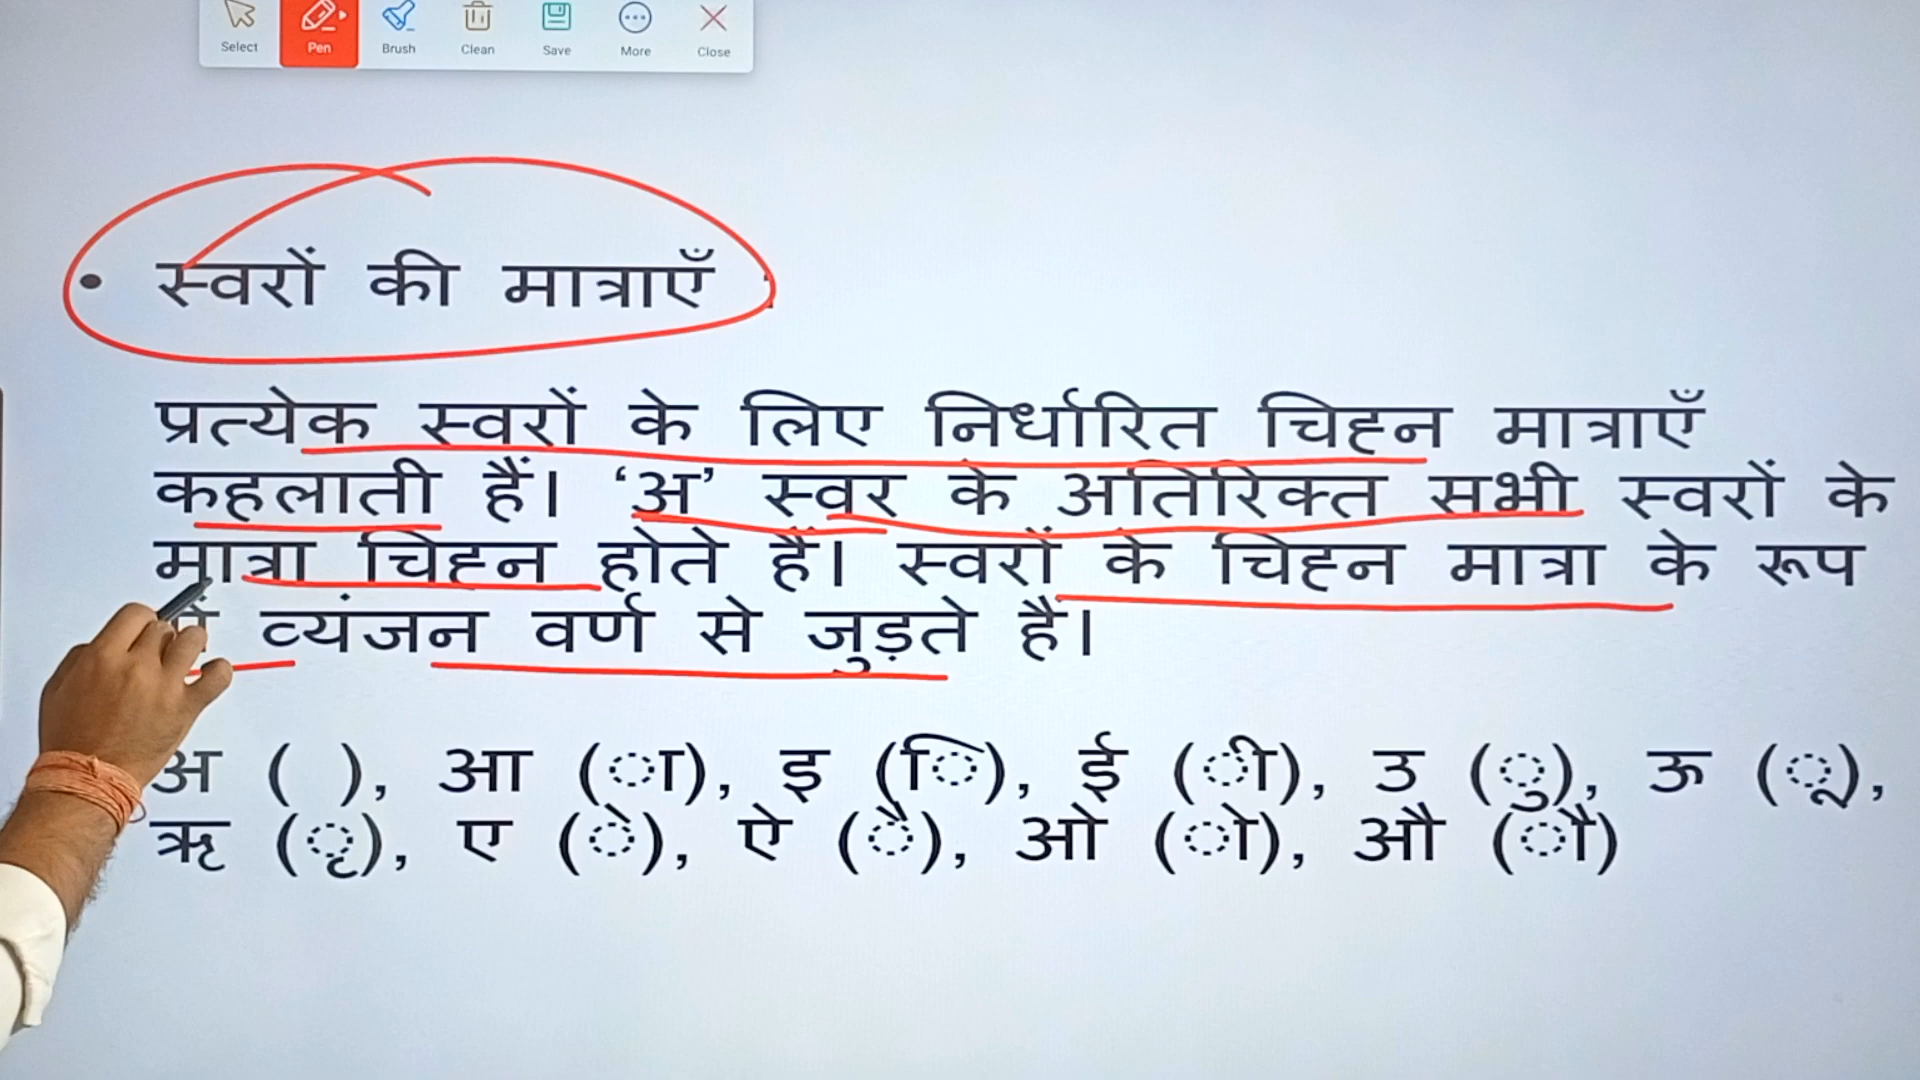 Select Pen Brush Clean Save More Close
• स्वरों की मात्राएँ :
प्रत्येक स्वरों के लिए निर्धारित चिह्न मात्राएँ
कहलाती हैं। ‘अ’ स्वर के अतिरिक्त सभी स्वरों के
मात्रा चिह्न होते हैं। स्वरों के चिह्न मात्रा के रूप
में व्यंजन वर्ण से जुड़ते है।
अ ( ), आ (ा), इ (ि), ई (ी), उ (ु), ऊ (ू),
ऋ (ृ), ए (े), ऐ (ै), ओ (ो), औ (ौ)